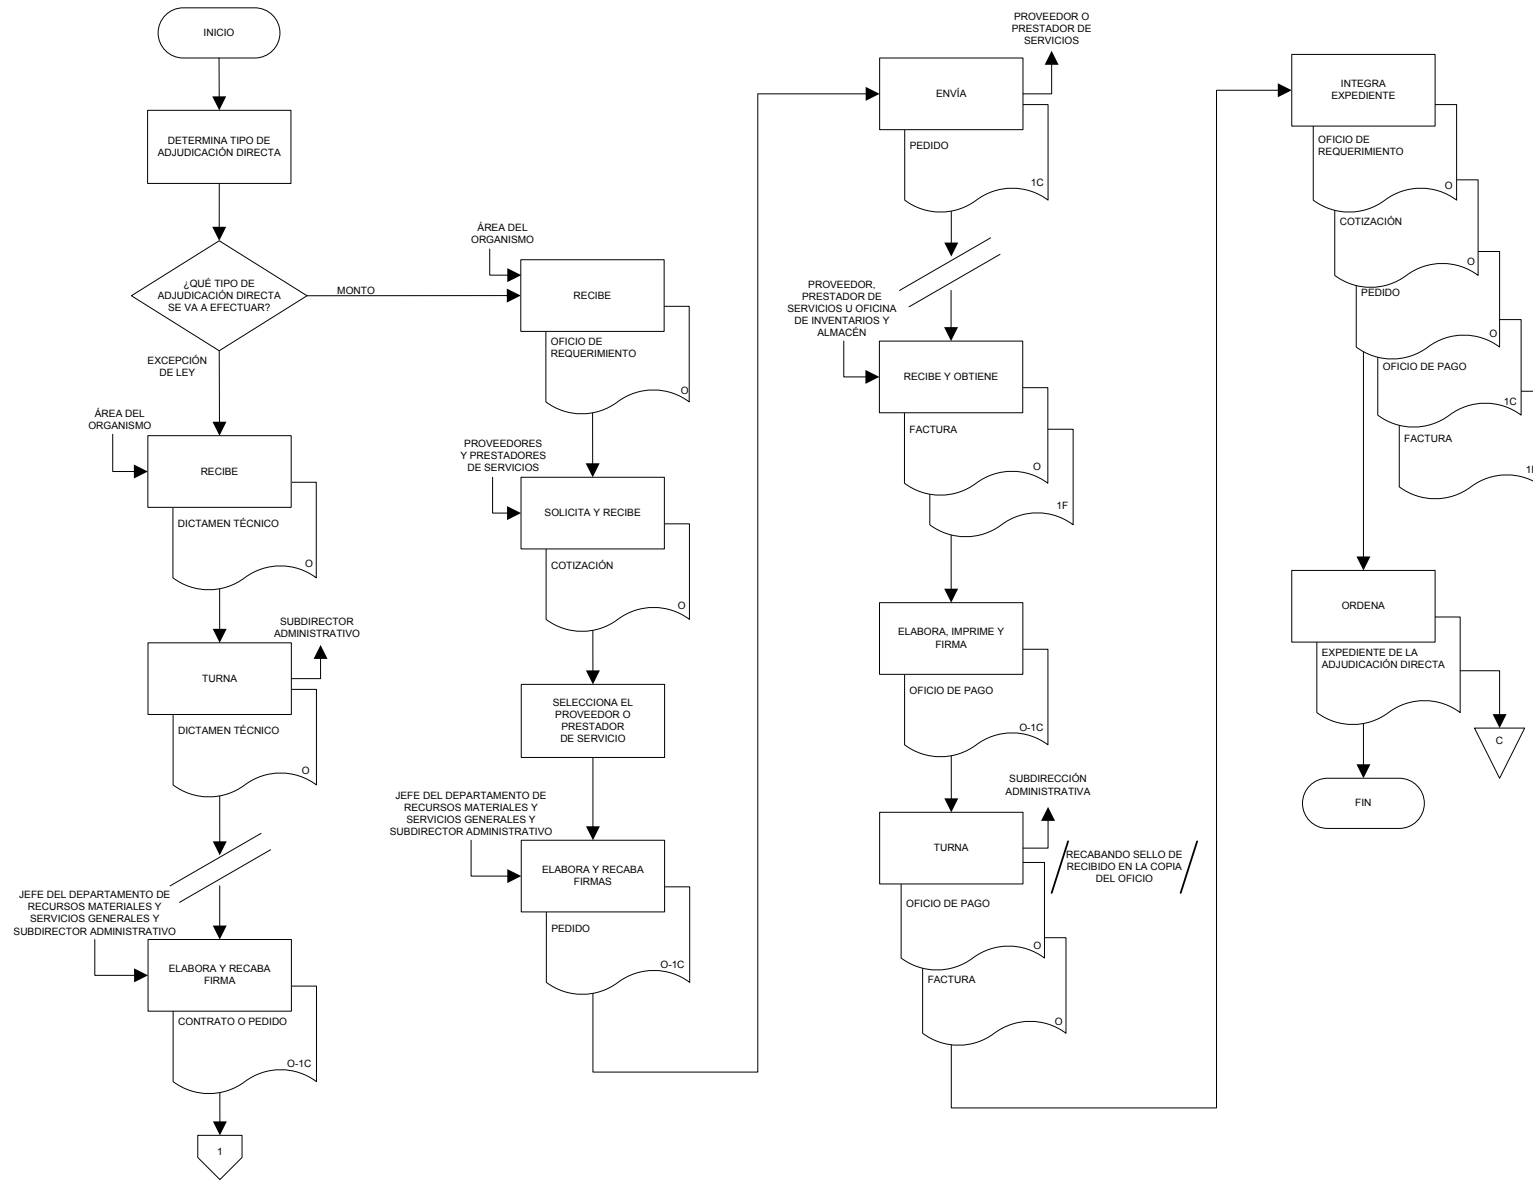 INICIO
DETERMINA TIPO DE
ADJUDICACIÓN DIRECTA
¿QUÉ TIPO DE
ADJUDICACIÓN DIRECTA
SE VA A EFECTUAR?
MONTO
EXCEPCIÓN
DE LEY
ÁREA DEL
ORGANISMO
RECIBE
DICTAMEN TÉCNICO
O
SUBDIRECTOR
ADMINISTRATIVO
TURNA
DICTAMEN TÉCNICO
O
JEFE DEL DEPARTAMENTO DE
RECURSOS MATERIALES Y
SERVICIOS GENERALES Y
SUBDIRECTOR ADMINISTRATIVO
ELABORA Y RECABA
FIRMA
CONTRATO O PEDIDO
O-1C
1
ÁREA DEL
ORGANISMO
RECIBE
OFICIO DE
REQUERIMIENTO
O
PROVEEDORES
Y PRESTADORES
DE SERVICIOS
SOLICITA Y RECIBE
COTIZACIÓN
O
SELECCIONA EL
PROVEEDOR O
PRESTADOR
DE SERVICIO
JEFE DEL DEPARTAMENTO DE
RECURSOS MATERIALES Y
SERVICIOS GENERALES Y
SUBDIRECTOR ADMINISTRATIVO
ELABORA Y RECABA
FIRMAS
PEDIDO
O-1C
PROVEEDOR O
PRESTADOR DE
SERVICIOS
ENVÍA
PEDIDO
1C
PROVEEDOR,
PRESTADOR DE
SERVICIOS U OFICINA
DE INVENTARIOS Y
ALMACÉN
RECIBE Y OBTIENE
FACTURA
O
1F
ELABORA, IMPRIME Y
FIRMA
OFICIO DE PAGO
O-1C
SUBDIRECCIÓN
ADMINISTRATIVA
TURNA
RECABANDO SELLO DE
RECIBIDO EN LA COPIA
DEL OFICIO
OFICIO DE PAGO
O
FACTURA
O
INTEGRA
EXPEDIENTE
OFICIO DE
REQUERIMIENTO
O
COTIZACIÓN
O
PEDIDO
O
OFICIO DE PAGO
1C
FACTURA
ORDENA
EXPEDIENTE DE LA
ADJUDICACIÓN DIRECTA
C
FIN